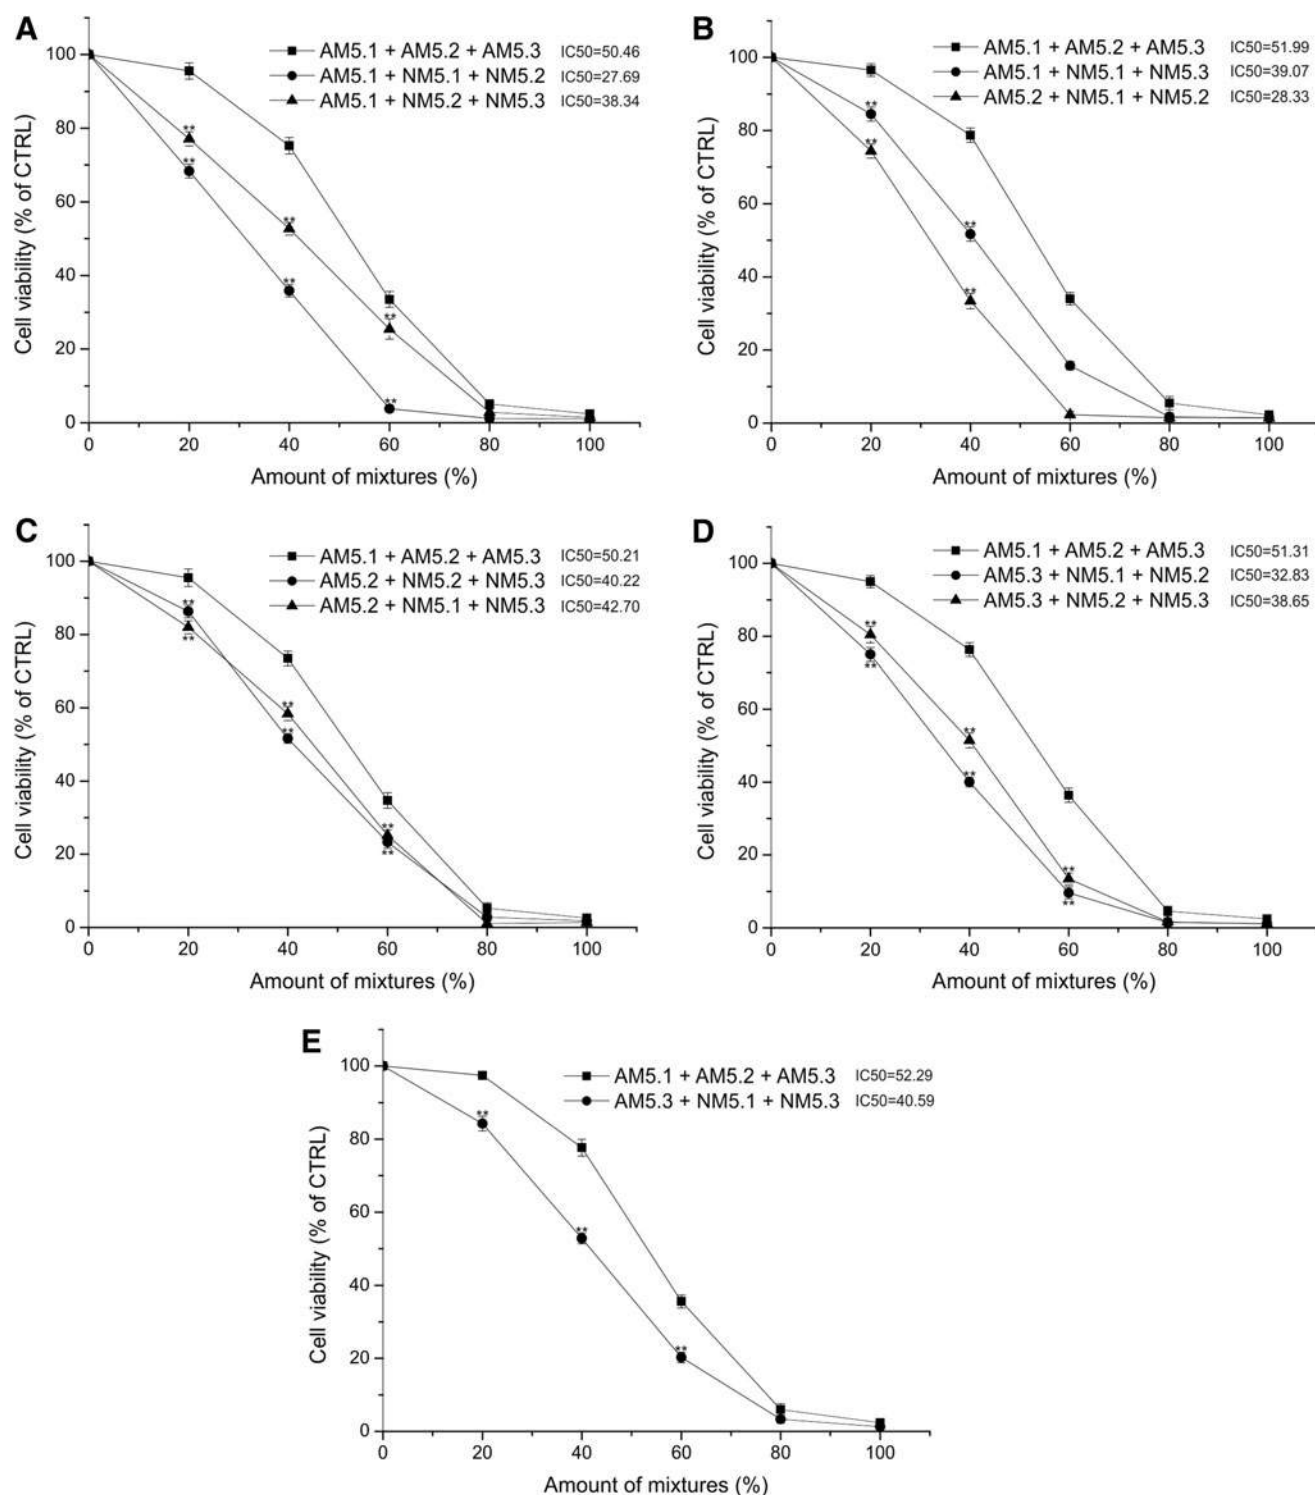 A
AM5.1 + AM5.2 + AM5.3 IC50=50.46
AM5.1 + NM5.1 + NM5.2 IC50=27.69
AM5.1 + NM5.2 + NM5.3 IC50=38.34
Cell viability (% of CTRL)
100
80
60
40
20
0
** ** ** ** ** **
0 20 40 60 80 100
Amount of mixtures (%)
B
AM5.1 + AM5.2 + AM5.3 IC50=51.99
AM5.1 + NM5.1 + NM5.3 IC50=39.07
AM5.2 + NM5.1 + NM5.2 IC50=28.33
Cell viability (% of CTRL)
100
80
60
40
20
0
** ** ** **
0 20 40 60 80 100
Amount of mixtures (%)
C
AM5.1 + AM5.2 + AM5.3 IC50=50.21
AM5.2 + NM5.2 + NM5.3 IC50=40.22
AM5.2 + NM5.1 + NM5.3 IC50=42.70
Cell viability (% of CTRL)
100
80
60
40
20
0
** ** ** ** ** **
0 20 40 60 80 100
Amount of mixtures (%)
D
AM5.1 + AM5.2 + AM5.3 IC50=51.31
AM5.3 + NM5.1 + NM5.2 IC50=32.83
AM5.3 + NM5.2 + NM5.3 IC50=38.65
Cell viability (% of CTRL)
100
80
60
40
20
0
** ** ** ** ** **
0 20 40 60 80 100
Amount of mixtures (%)
E
AM5.1 + AM5.2 + AM5.3 IC50=52.29
AM5.3 + NM5.1 + NM5.3 IC50=40.59
Cell viability (% of CTRL)
100
80
60
40
20
0
** ** **
0 20 40 60 80 100
Amount of mixtures (%)